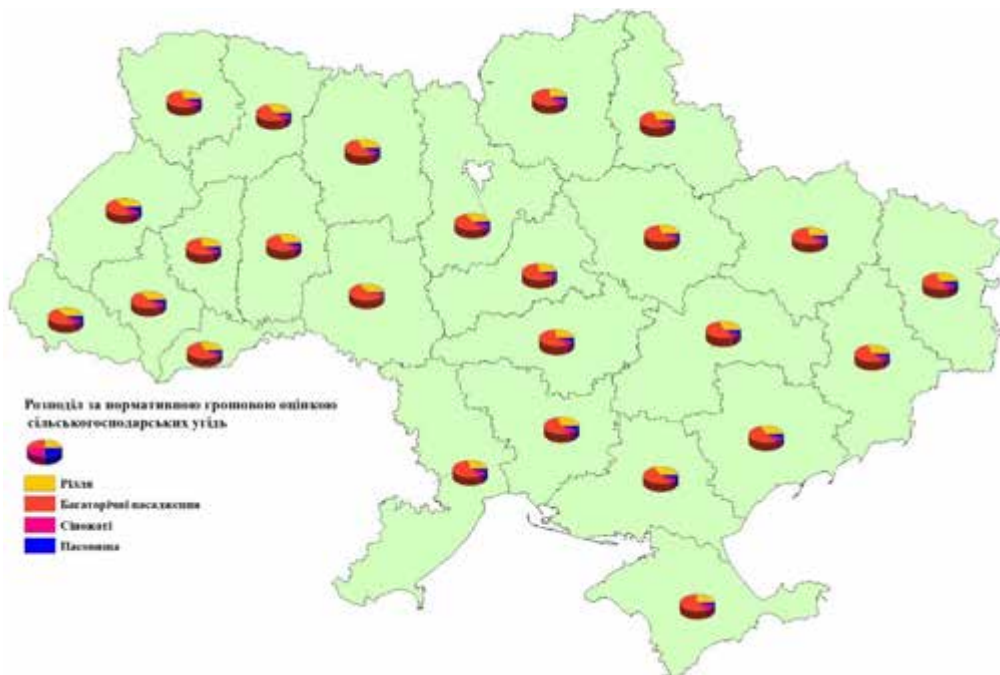 Розподіл за нормативною грошовою оцінкою
сільськогосподарських угідь
Рілля
Багаторічні насадження
Сіножаті
Пасовища